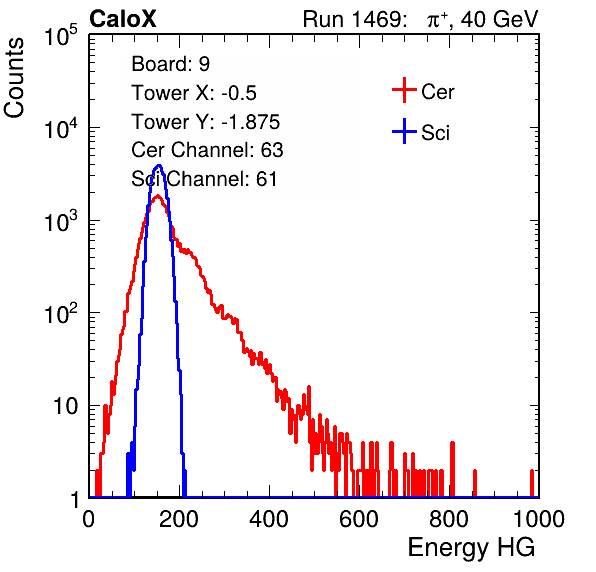 CaloX Run 1469: π⁺, 40 GeV
Counts
10⁵
10⁴
10³
10²
10
1
Board: 9
Tower X: -0.5
Tower Y: -1.875
Cer Channel: 63
Sci Channel: 61
Cer
Sci
0 200 400 600 800 1000
Energy HG